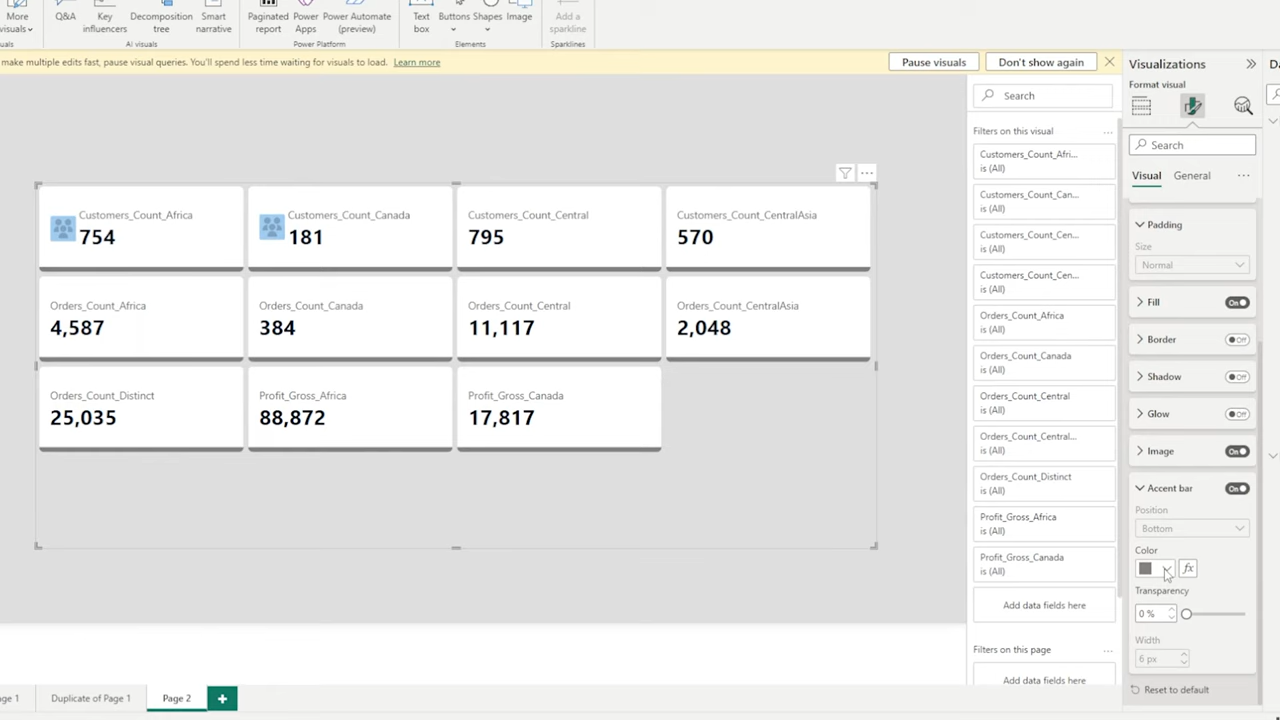 More
visuals
Q&A
Key
influencers
Decomposition
tree
Smart
narrative
Paginated
report
Power
Apps
Power Automate
(preview)
Text
box
Buttons
Shapes
Image
Add a
sparkline
AI visuals
Power Platform
Elements
Sparklines
make multiple edits fast, pause visual queries. You'll spend less time waiting for visuals to load. Learn more
Pause visuals
Don't show again
Customers_Count_Africa
754
Customers_Count_Canada
181
Customers_Count_Central
795
Customers_Count_CentralAsia
570
Orders_Count_Africa
4,587
Orders_Count_Canada
384
Orders_Count_Central
11,117
Orders_Count_CentralAsia
2,048
Orders_Count_Distinct
25,035
Profit_Gross_Africa
88,872
Profit_Gross_Canada
17,817
Search
Filters on this visual
Customers_Count_Afri...
is (All)
Customers_Count_Can...
is (All)
Customers_Count_Cen...
is (All)
Customers_Count_Cen...
is (All)
Orders_Count_Africa
is (All)
Orders_Count_Canada
is (All)
Orders_Count_Central
is (All)
Orders_Count_Central...
is (All)
Orders_Count_Distinct
is (All)
Profit_Gross_Africa
is (All)
Profit_Gross_Canada
is (All)
Add data fields here
Filters on this page
Add data fields here
Visualizations
Format visual
Search
Visual
General
Padding
Size
Normal
Fill
On
Border
Off
Shadow
Off
Glow
Off
Image
On
Accent bar
On
Position
Bottom
Color
fx
Transparency
0 %
Width
6 px
Reset to default
Duplicate of Page 1
Page 2